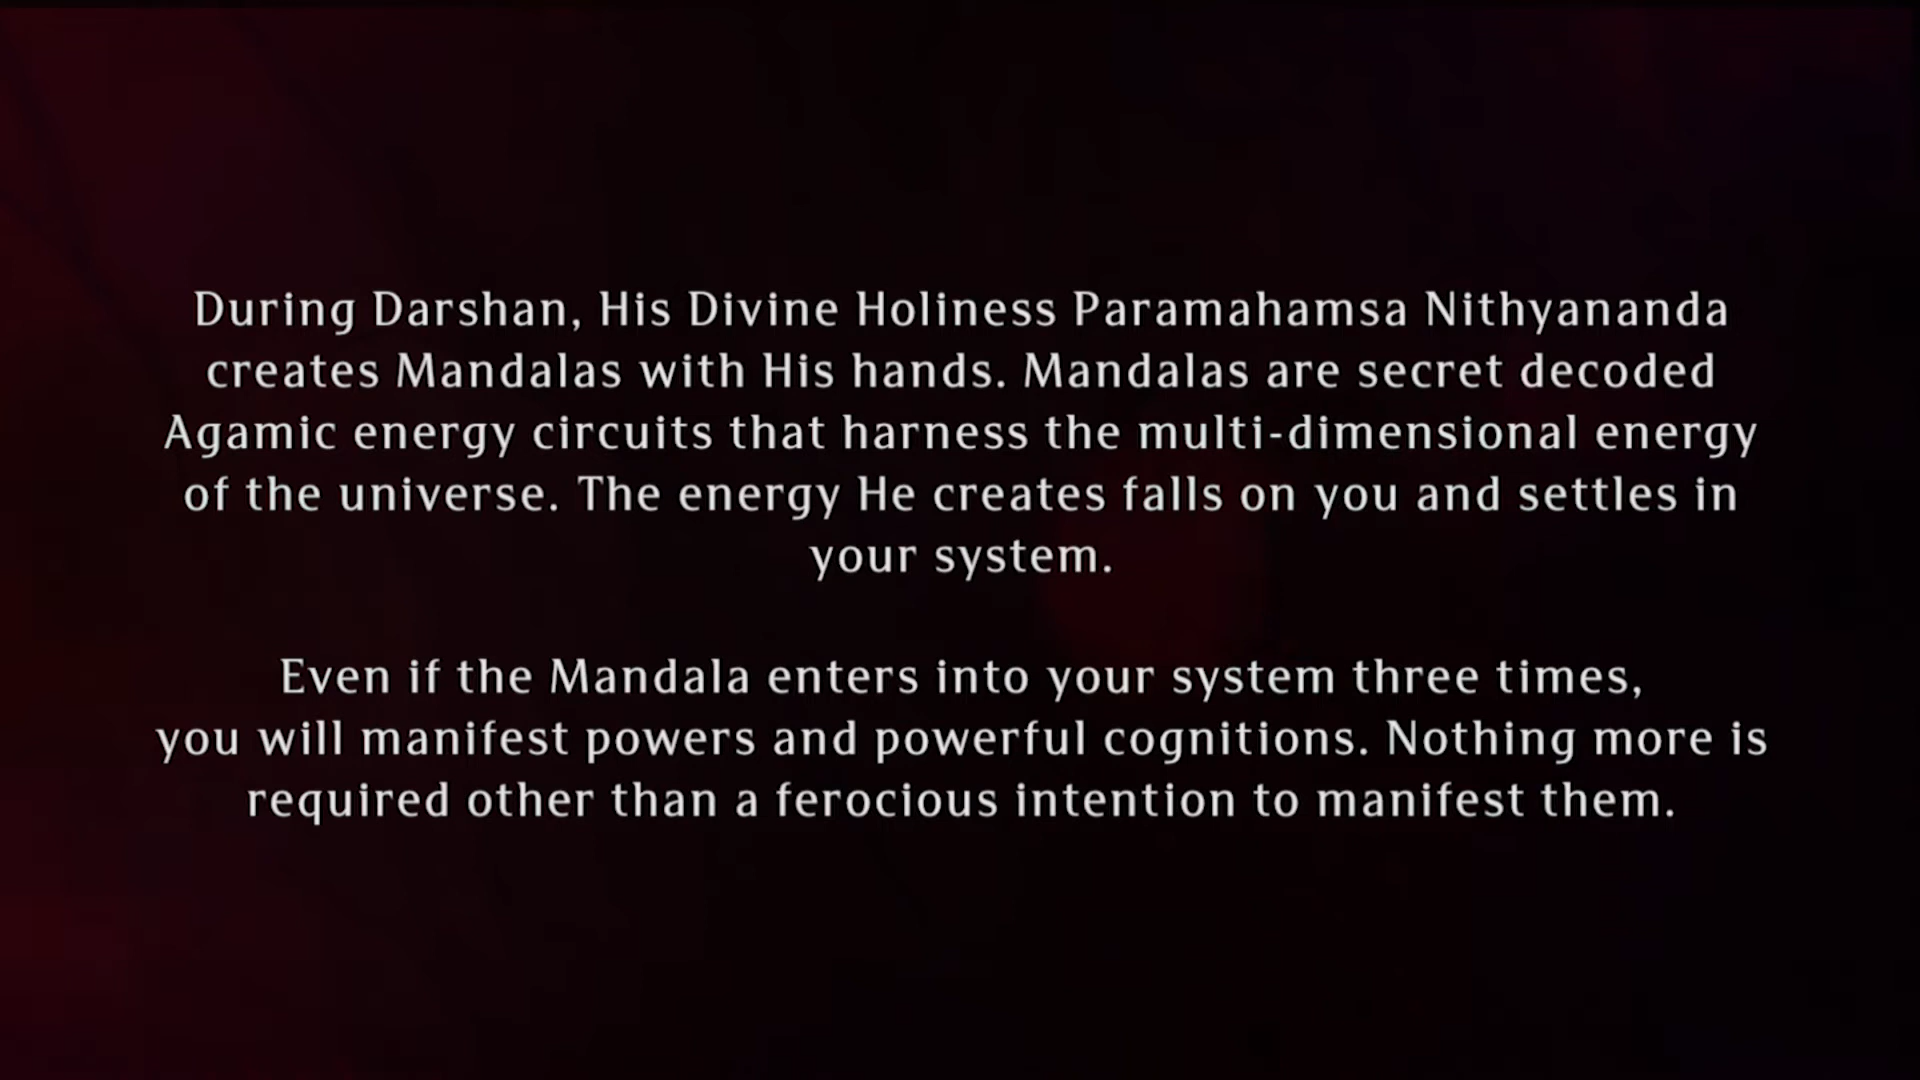 During Darshan, His Divine Holiness Paramahamsa Nithyananda
creates Mandalas with His hands. Mandalas are secret decoded
Agamic energy circuits that harness the multi-dimensional energy
of the universe. The energy He creates falls on you and settles in
your system.
Even if the Mandala enters into your system three times,
you will manifest powers and powerful cognitions. Nothing more is
required other than a ferocious intention to manifest them.